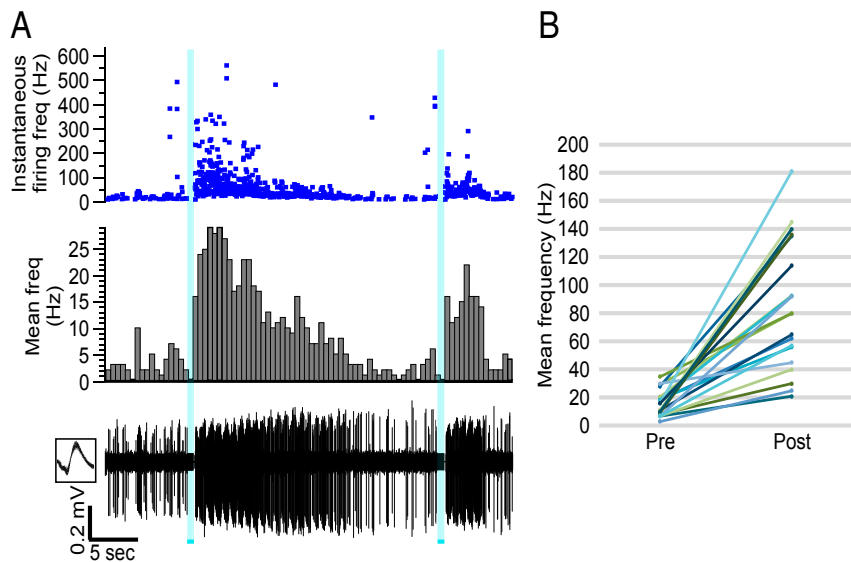 A
Instantaneous
firing freq (Hz)
600
500
400
300
200
100
0
Mean freq
(Hz)
25
20
15
10
5
0
0.2 mV
5 sec
B
Mean frequency (Hz)
200
180
160
140
120
100
80
60
40
20
0
Pre
Post